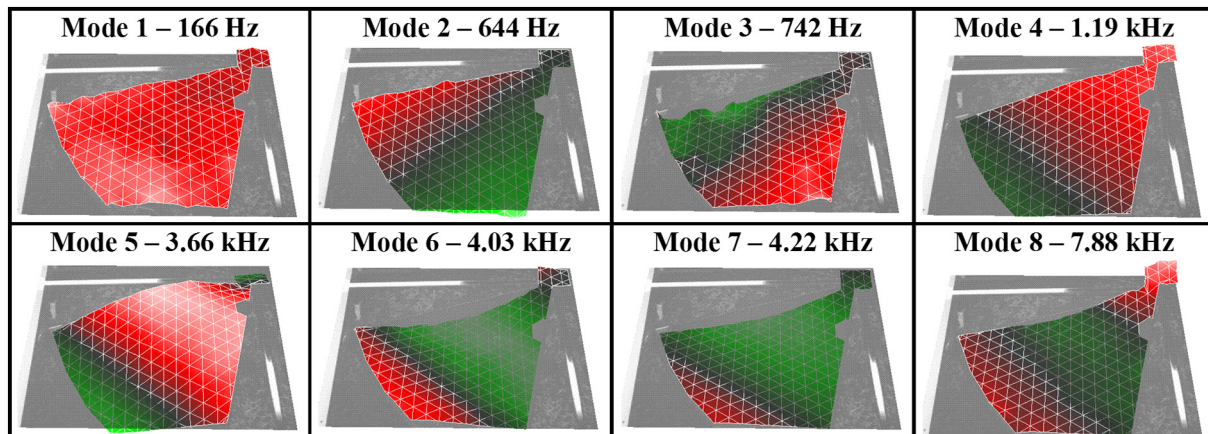 Mode 1 – 166 Hz
Mode 2 – 644 Hz
Mode 3 – 742 Hz
Mode 4 – 1.19 kHz
Mode 5 – 3.66 kHz
Mode 6 – 4.03 kHz
Mode 7 – 4.22 kHz
Mode 8 – 7.88 kHz